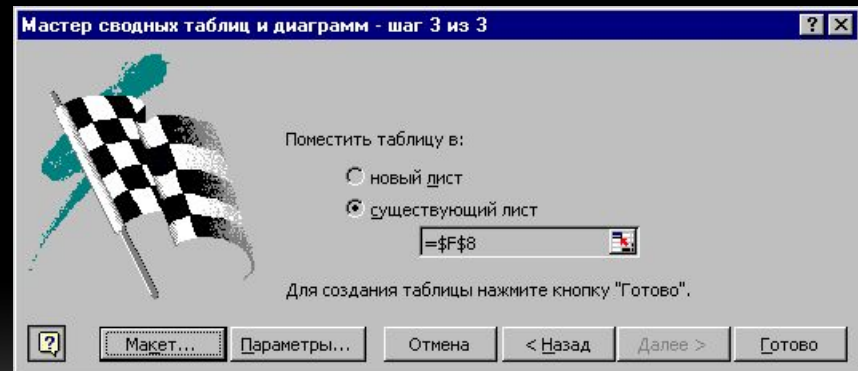 Мастер сводных таблиц и диаграмм - шаг 3 из 3
Поместить таблицу в:
новый лист
существующий лист
=$F$8
Для создания таблицы нажмите кнопку "Готово".
Макет... Параметры... Отмена < Назад Далее > Готово